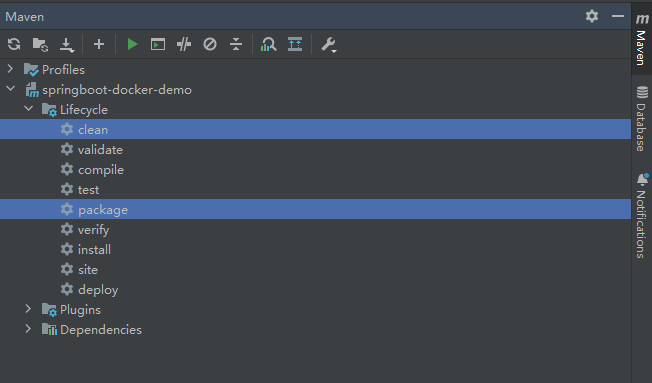 Maven
Profiles
springboot-docker-demo
Lifecycle
clean
validate
compile
test
package
verify
install
site
deploy
Plugins
Dependencies
m
Maven
Database
Notifications